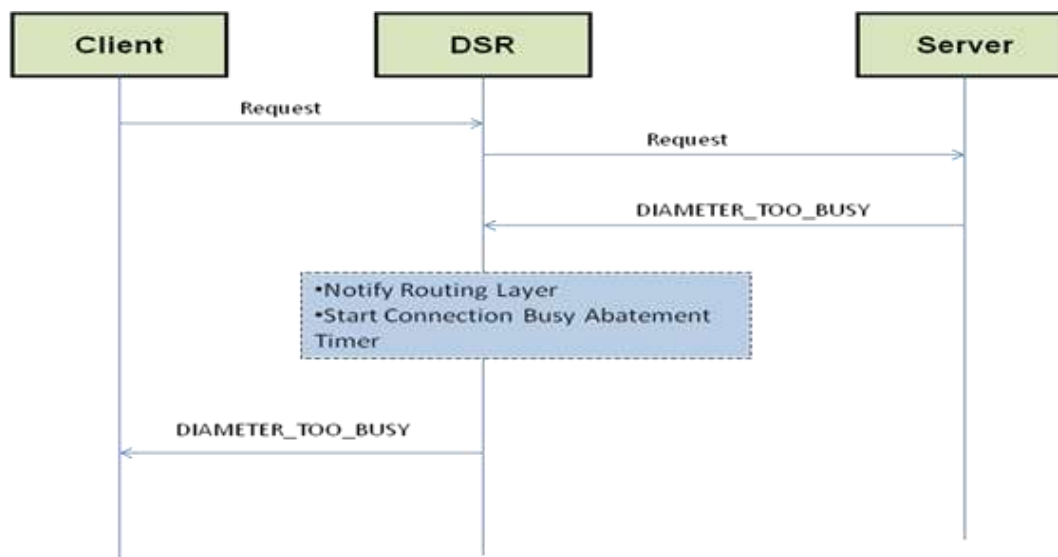 Client
DSR
Server
Request
Request
DIAMETER_TOO_BUSY
•Notify Routing Layer
•Start Connection Busy Abatement
Timer
DIAMETER_TOO_BUSY